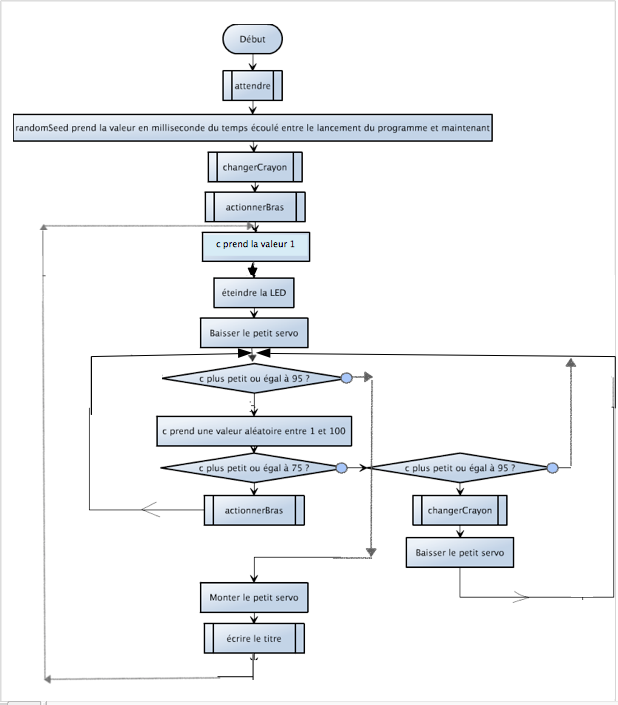 Début
attendre
randomSeed prend la valeur en milliseconde du temps écoulé entre le lancement du programme et maintenant
changerCrayon
actionnerBras
c prend la valeur 1
éteindre la LED
Baisser le petit servo
c plus petit ou égal à 95 ?
c prend une valeur aléatoire entre 1 et 100
c plus petit ou égal à 75 ?
c plus petit ou égal à 95 ?
actionnerBras
changerCrayon
Baisser le petit servo
Monter le petit servo
écrire le titre